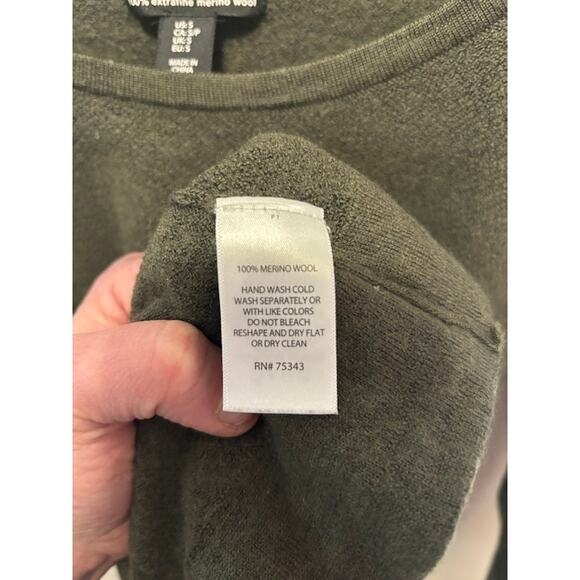 100% extrafine merino wool
US: S
CA: S/P
UK: S
EU: S
MADE IN
CHINA
P1
100% MERINO WOOL
HAND WASH COLD
WASH SEPARATELY OR
WITH LIKE COLORS
DO NOT BLEACH
RESHAPE AND DRY FLAT
OR DRY CLEAN
RN# 75343